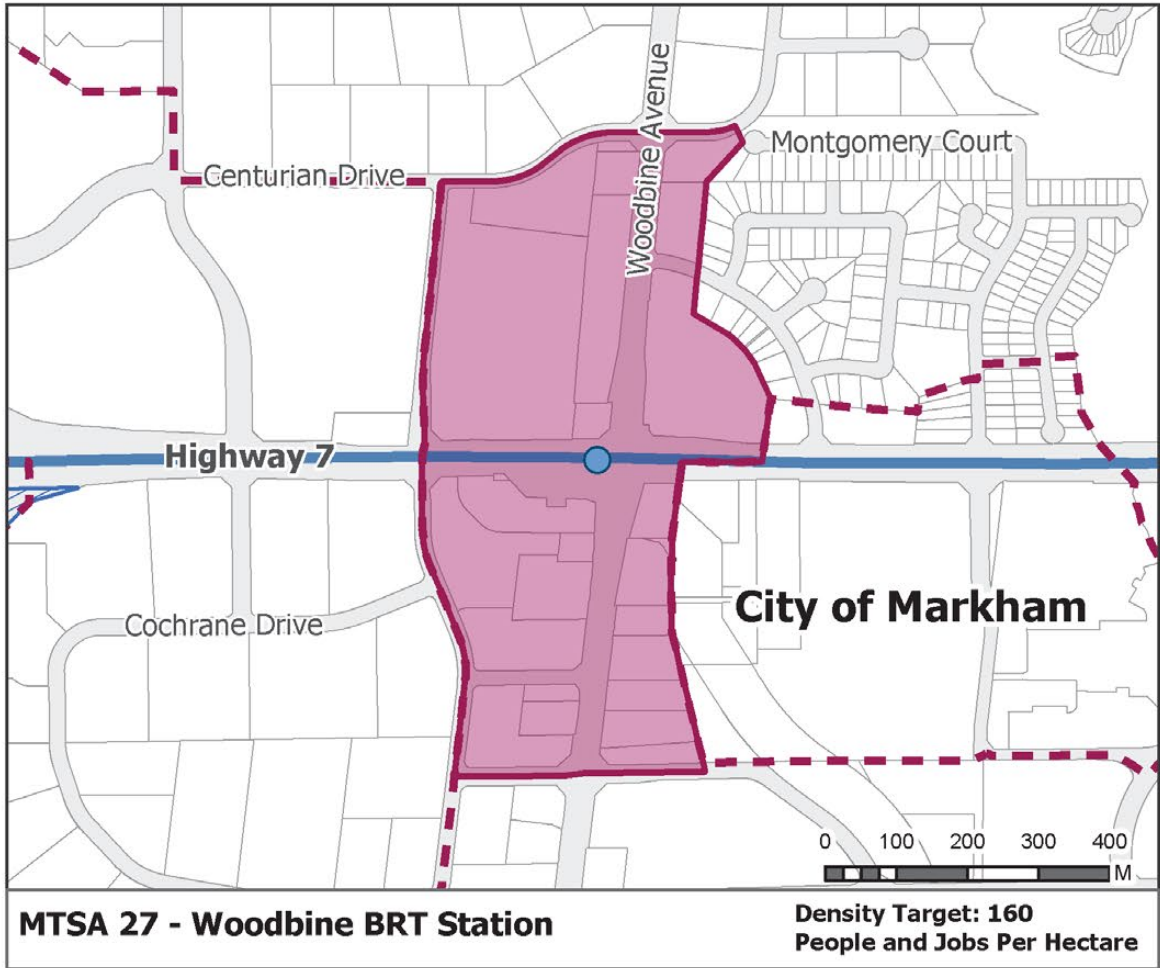 Woodbine Avenue
Montgomery Court
Centurian Drive
Highway 7
City of Markham
Cochrane Drive
0 100 200 300 400
M
MTSA 27 - Woodbine BRT Station
Density Target: 160
People and Jobs Per Hectare